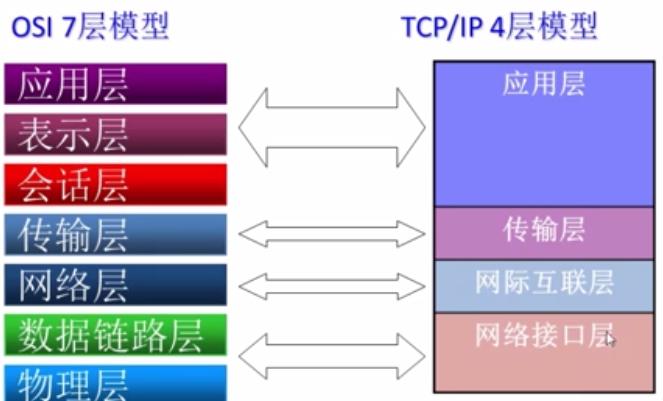 OSI 7层模型
应用层
表示层
会话层
传输层
网络层
数据链路层
物理层
TCP/IP 4层模型
应用层
传输层
网际互联层
网络接口层